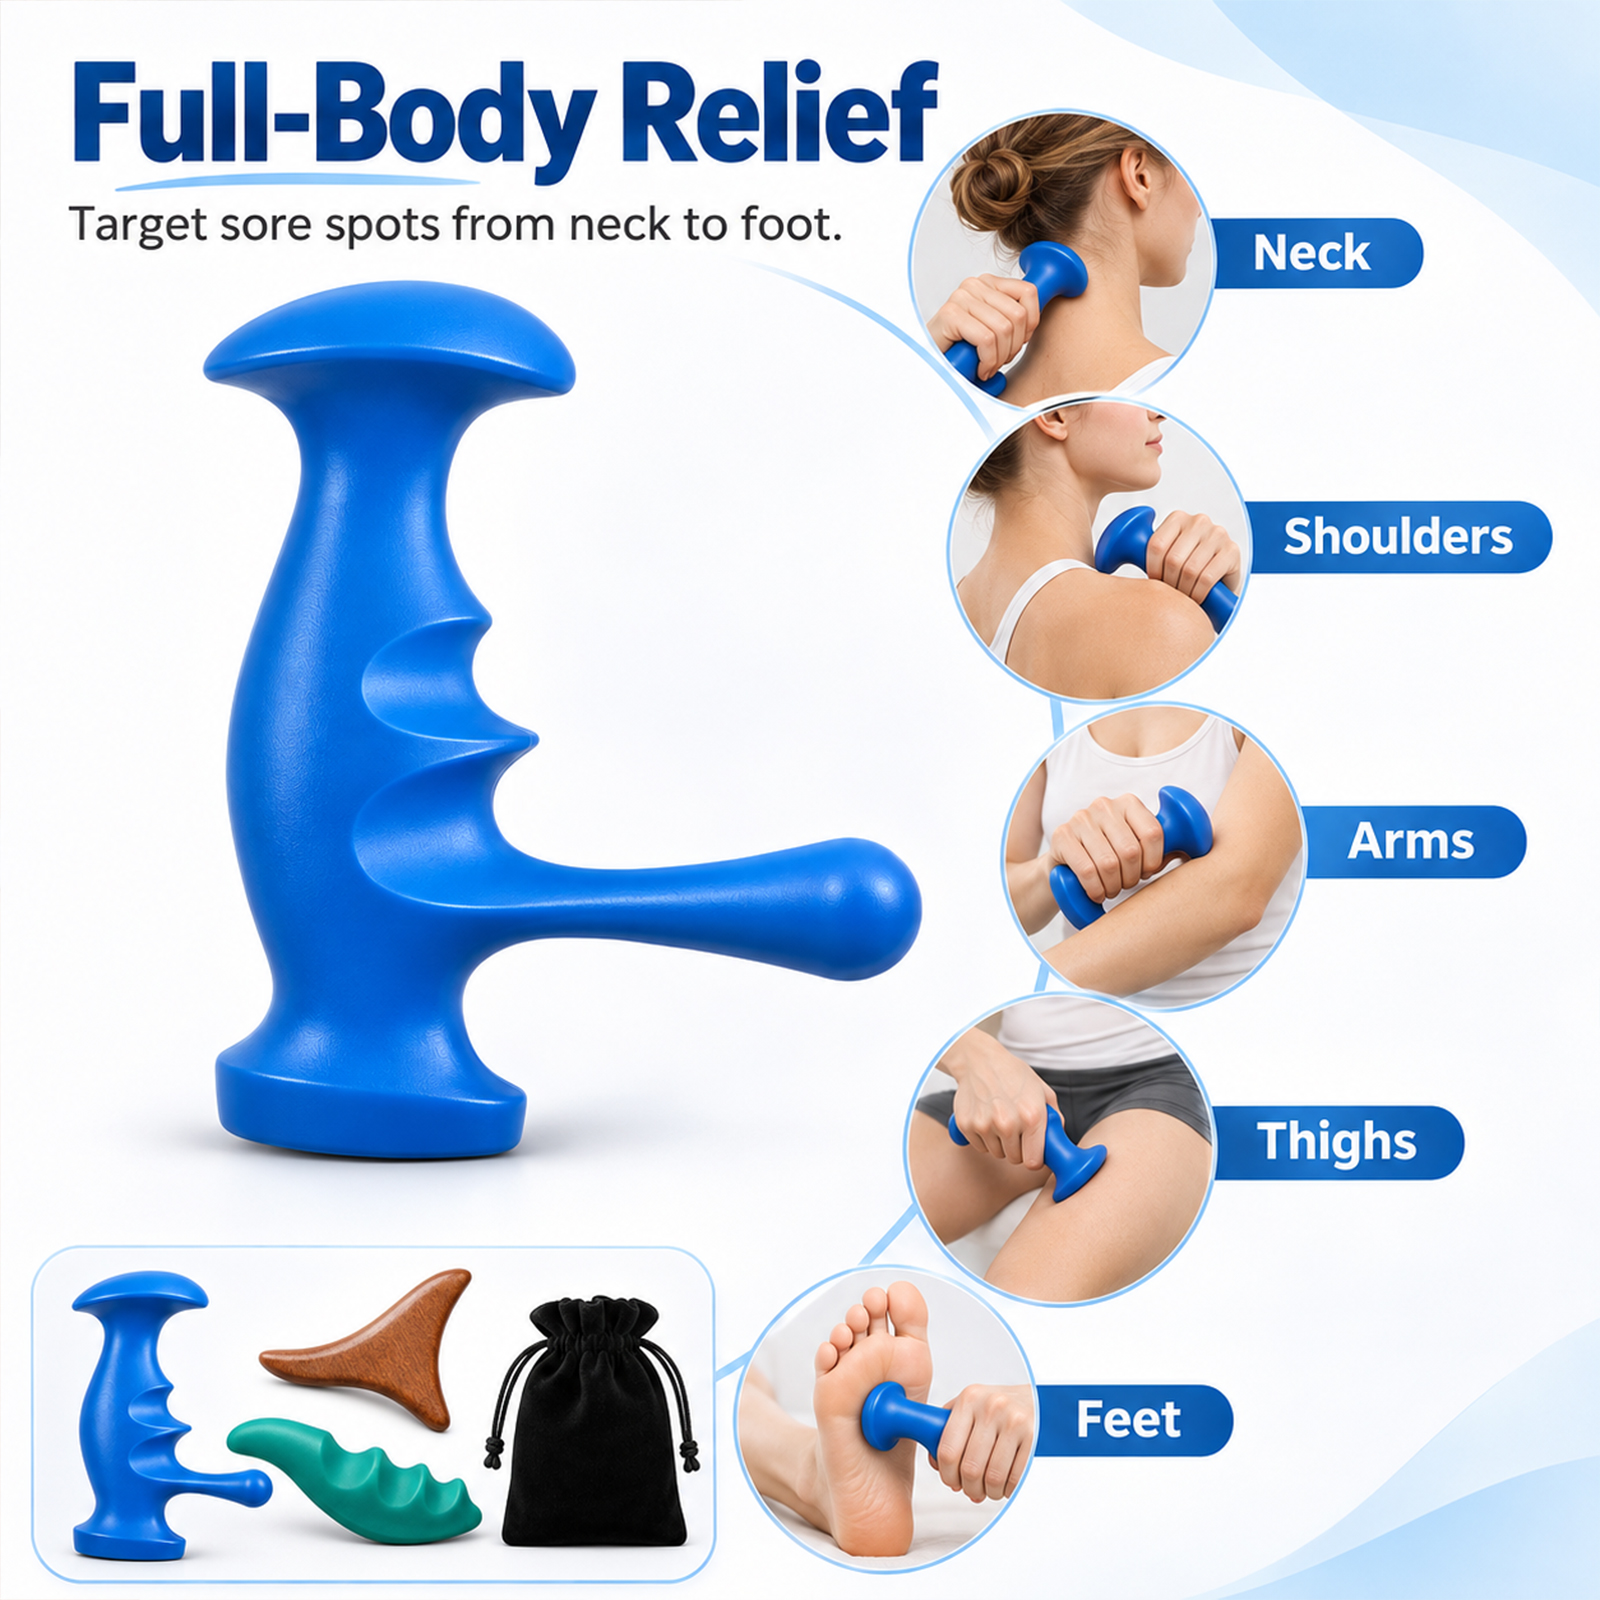 Full-Body Relief
Target sore spots from neck to foot.
Neck
Shoulders
Arms
Thighs
Feet